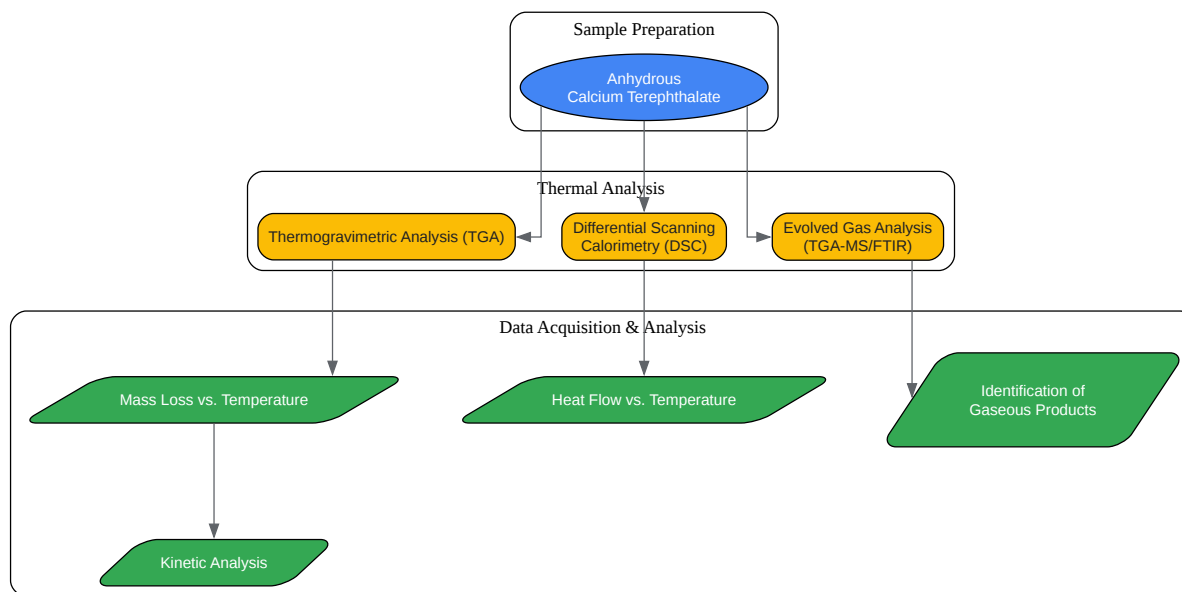 Sample Preparation
Anhydrous
Calcium Terephthalate
Thermal Analysis
Thermogravimetric Analysis (TGA)
Differential Scanning
Calorimetry (DSC)
Evolved Gas Analysis
(TGA-MS/FTIR)
Data Acquisition & Analysis
Mass Loss vs. Temperature
Heat Flow vs. Temperature
Identification of
Gaseous Products
Kinetic Analysis